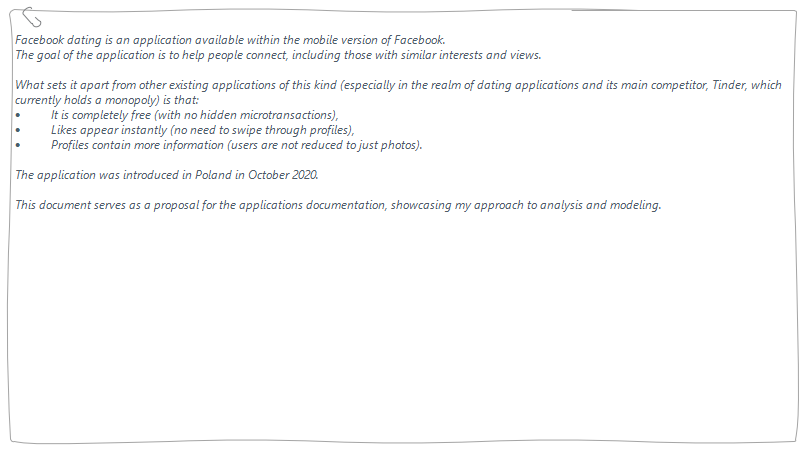 Facebook dating is an application available within the mobile version of Facebook.
The goal of the application is to help people connect, including those with similar interests and views.
What sets it apart from other existing applications of this kind (especially in the realm of dating applications and its main competitor, Tinder, which
currently holds a monopoly) is that:
• It is completely free (with no hidden microtransactions),
• Likes appear instantly (no need to swipe through profiles),
• Profiles contain more information (users are not reduced to just photos).
The application was introduced in Poland in October 2020.
This document serves as a proposal for the applications documentation, showcasing my approach to analysis and modeling.